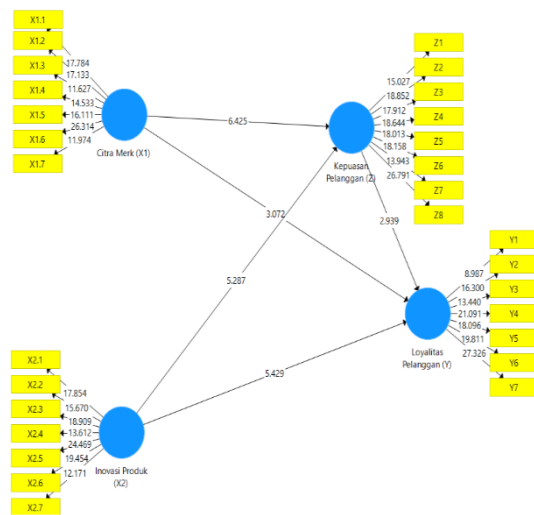 X1.1
X1.2
X1.3
X1.4
X1.5
X1.6
X1.7
17.784
17.133
11.627
14.533
16.111
26.314
11.974
Citra Merk (X1)
6.425
Z1
Z2
Z3
Z4
Z5
Z6
Z7
Z8
15.027
18.852
17.912
18.644
18.013
18.158
13.943
26.791
Kepuasan
Pelanggan (Z)
3.072
2.939
5.287
5.429
Y1
Y2
Y3
Y4
Y5
Y6
Y7
8.987
16.300
13.440
21.091
18.096
19.811
27.326
Loyalitas
Pelanggan (Y)
X2.1
X2.2
X2.3
X2.4
X2.5
X2.6
X2.7
17.854
15.670
18.909
13.612
24.469
19.454
12.171
Inovasi Produk
(X2)